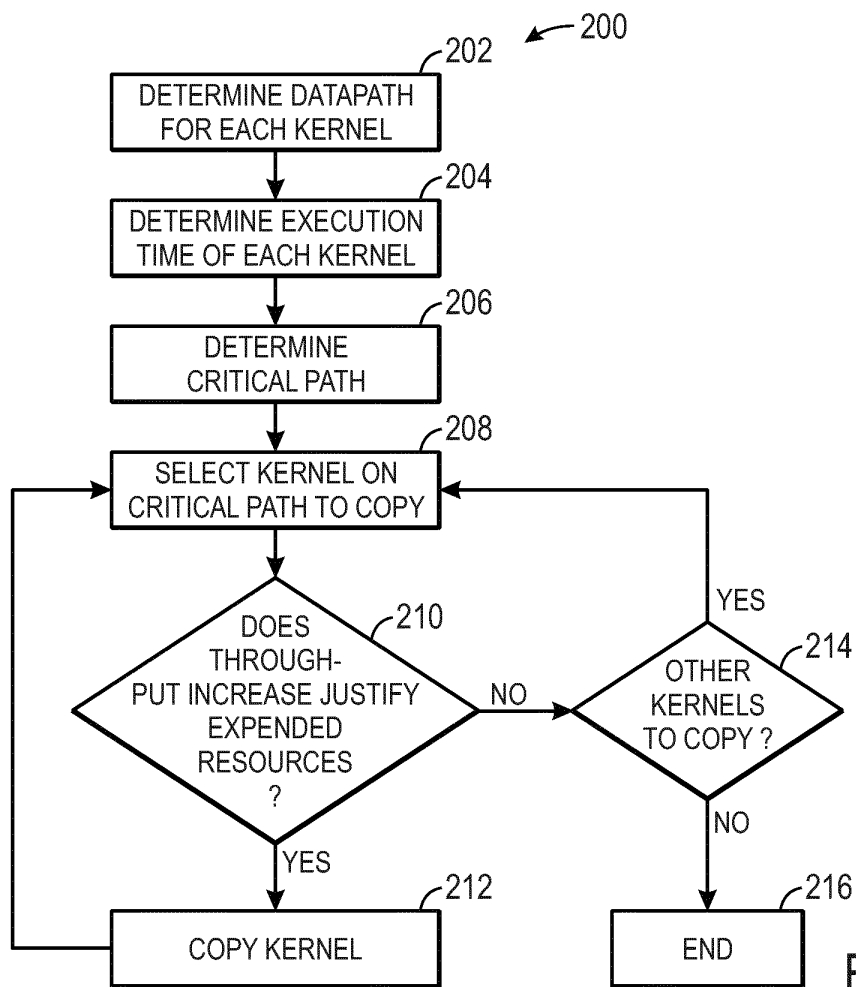 200
202
DETERMINE DATAPATH
FOR EACH KERNEL
204
DETERMINE EXECUTION
TIME OF EACH KERNEL
206
DETERMINE
CRITICAL PATH
208
SELECT KERNEL ON
CRITICAL PATH TO COPY
210
DOES
THROUGH-
PUT INCREASE JUSTIFY
EXPENDED
RESOURCES
?
NO
YES
214
OTHER
KERNELS
TO COPY ?
YES
NO
212
COPY KERNEL
216
END